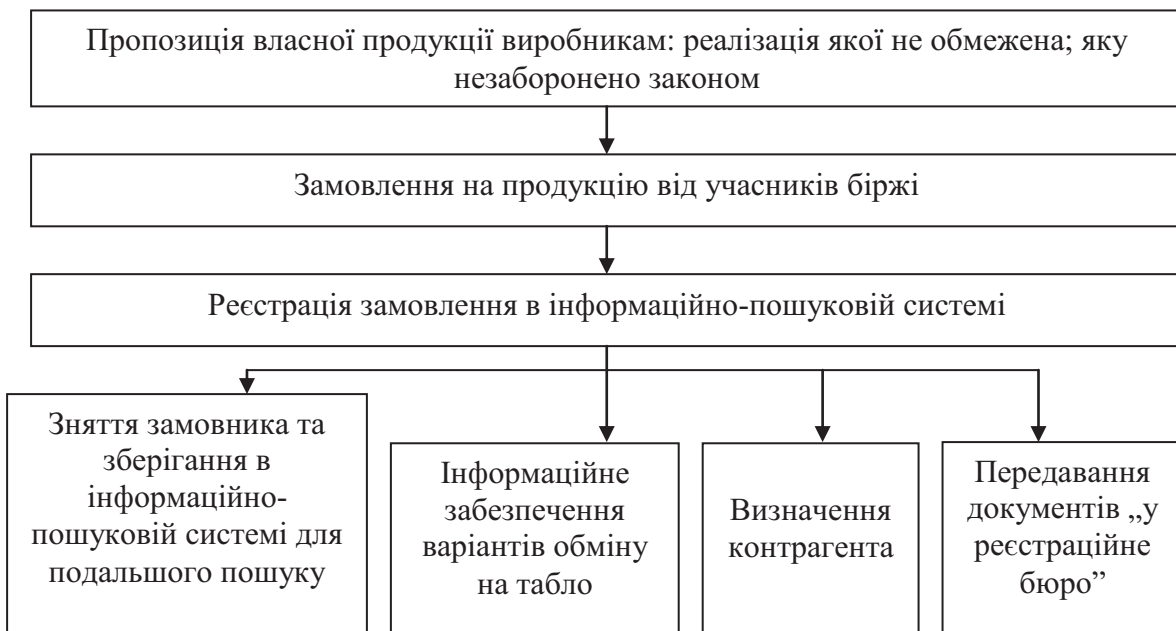 Пропозиція власної продукції виробникам: реалізація якої не обмежена; яку
незаборонено законом
Замовлення на продукцію від учасників біржі
Реєстрація замовлення в інформаційно-пошуковій системі
Зняття замовника та
зберігання в
інформаційно-
пошуковій системі для
подальшого пошуку
Інформаційне
забезпечення
варіантів обміну
на табло
Визначення
контрагента
Передавання
документів „у
реєстраційне
бюро”